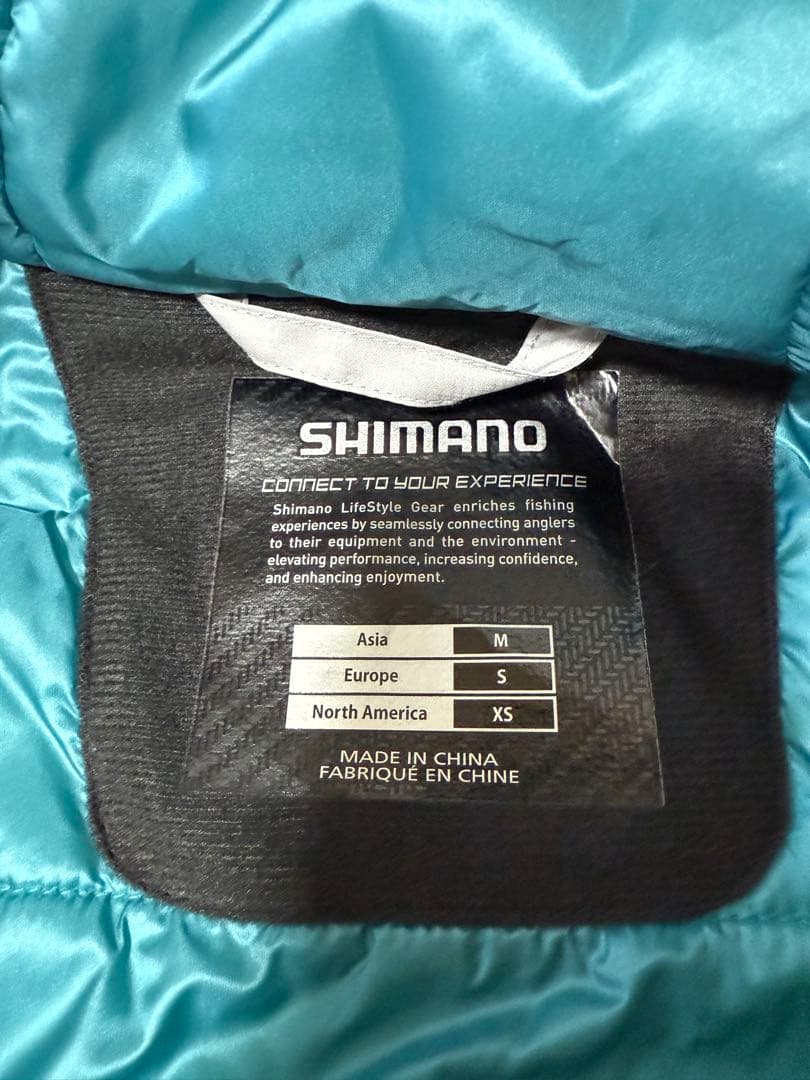 SHIMANO
CONNECT TO YOUR EXPERIENCE
Shimano LifeStyle Gear enriches fishing
experiences by seamlessly connecting anglers
to their equipment and the environment -
elevating performance, increasing confidence,
and enhancing enjoyment.
Asia M
Europe S
North America XS
MADE IN CHINA
FABRIQUÉ EN CHINE